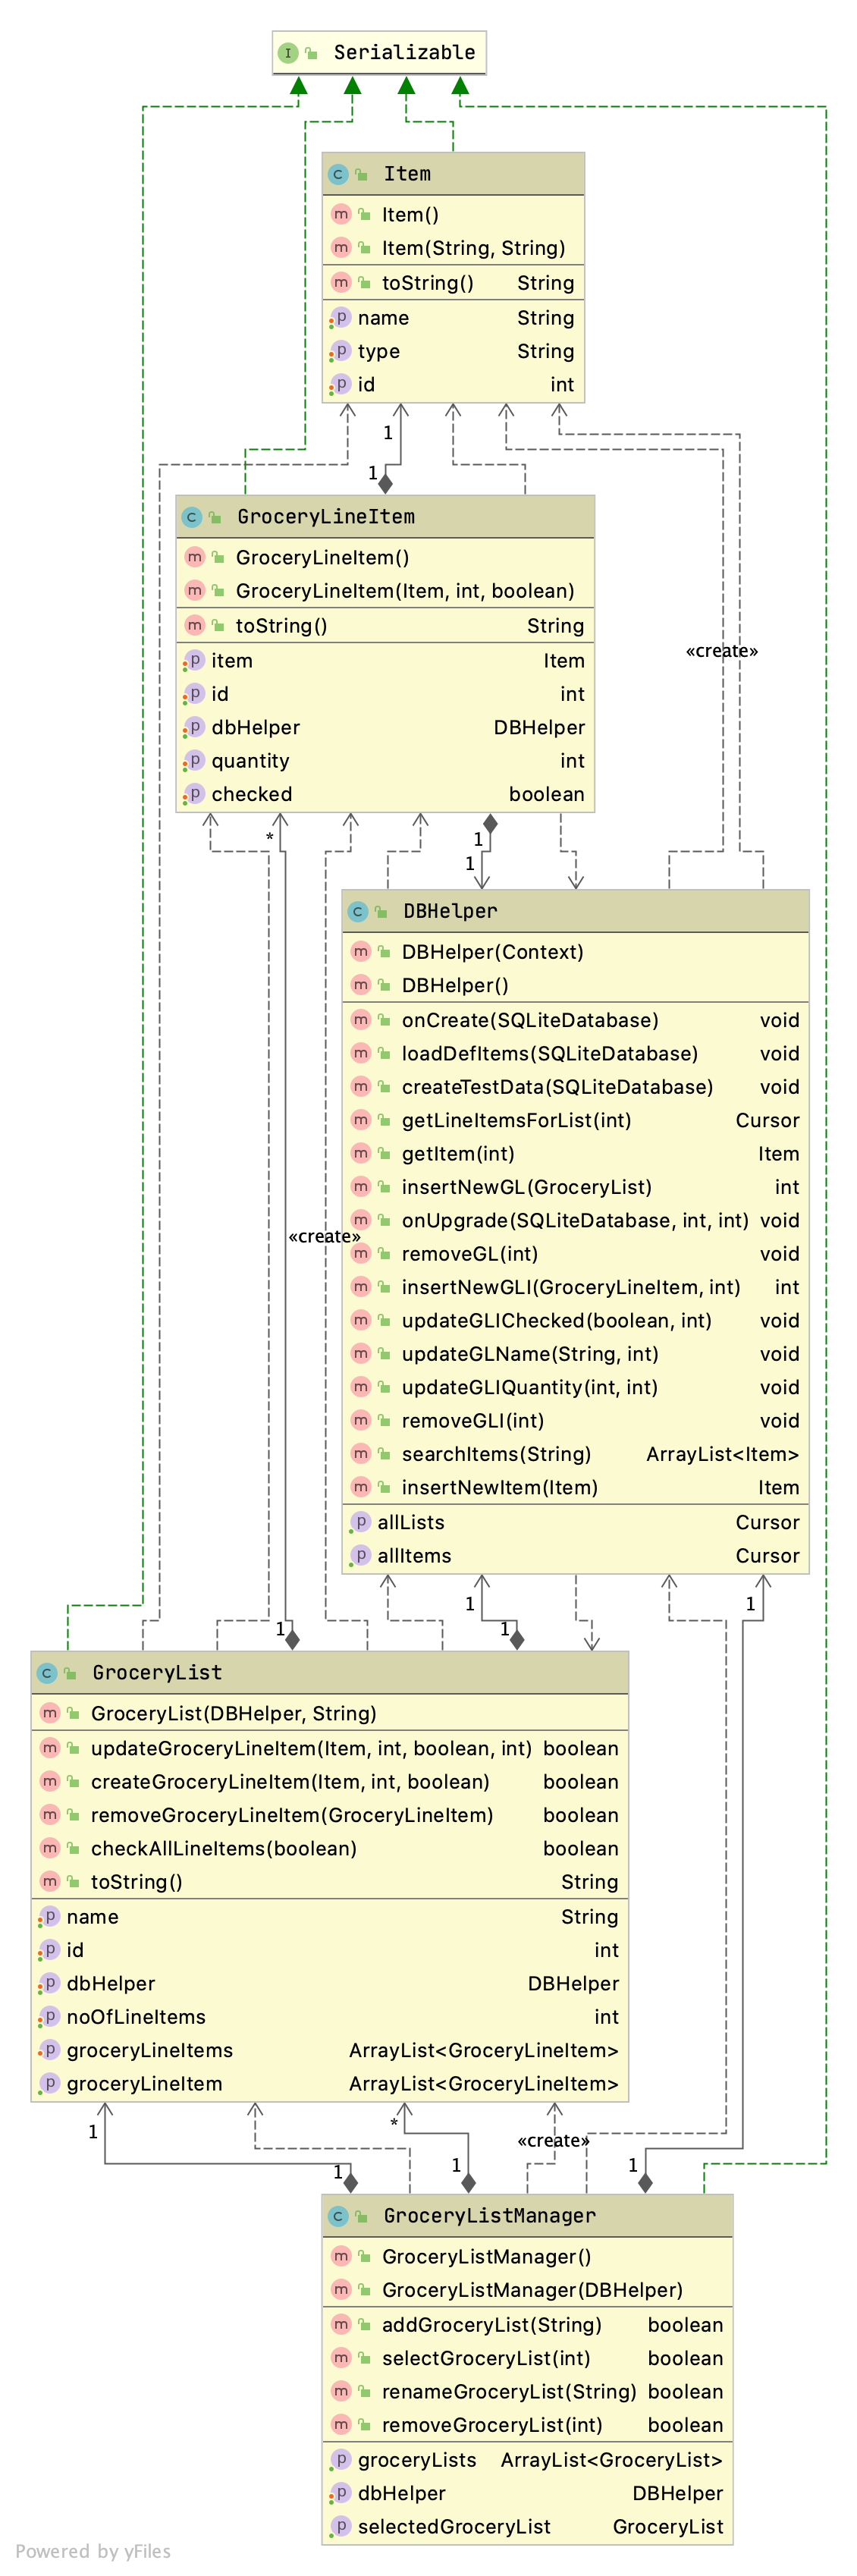 I Serializable
C Item
m Item()
m Item(String, String)
m toString() String
p name String
p type String
p id int
1
1
C GroceryLineItem
m GroceryLineItem()
m GroceryLineItem(Item, int, boolean)
m toString() String
p item Item
p id int
p dbHelper DBHelper
p quantity int
p checked boolean
«create»
*
1
1
C DBHelper
m DBHelper(Context)
m DBHelper()
m onCreate(SQLiteDatabase) void
m loadDefItems(SQLiteDatabase) void
m createTestData(SQLiteDatabase) void
m getLineItemsForList(int) Cursor
m getItem(int) Item
m insertNewGL(GroceryList) int
m onUpgrade(SQLiteDatabase, int, int) void
m removeGL(int) void
m insertNewGLI(GroceryLineItem, int) int
m updateGLIChecked(boolean, int) void
m updateGLName(String, int) void
m updateGLIQuantity(int, int) void
m removeGLI(int) void
m searchItems(String) ArrayList<Item>
m insertNewItem(Item) Item
p allLists Cursor
p allItems Cursor
«create»
1
1
1
1
C GroceryList
m GroceryList(DBHelper, String)
m updateGroceryLineItem(Item, int, boolean, int) boolean
m createGroceryLineItem(Item, int, boolean) boolean
m removeGroceryLineItem(GroceryLineItem) boolean
m checkAllLineItems(boolean) boolean
m toString() String
p name String
p id int
p dbHelper DBHelper
p noOfLineItems int
p groceryLineItems ArrayList<GroceryLineItem>
p groceryLineItem ArrayList<GroceryLineItem>
1
*
«create»
1
1
1
C GroceryListManager
m GroceryListManager()
m GroceryListManager(DBHelper)
m addGroceryList(String) boolean
m selectGroceryList(int) boolean
m renameGroceryList(String) boolean
m removeGroceryList(int) boolean
p groceryLists ArrayList<GroceryList>
p dbHelper DBHelper
p selectedGroceryList GroceryList
Powered by yFiles